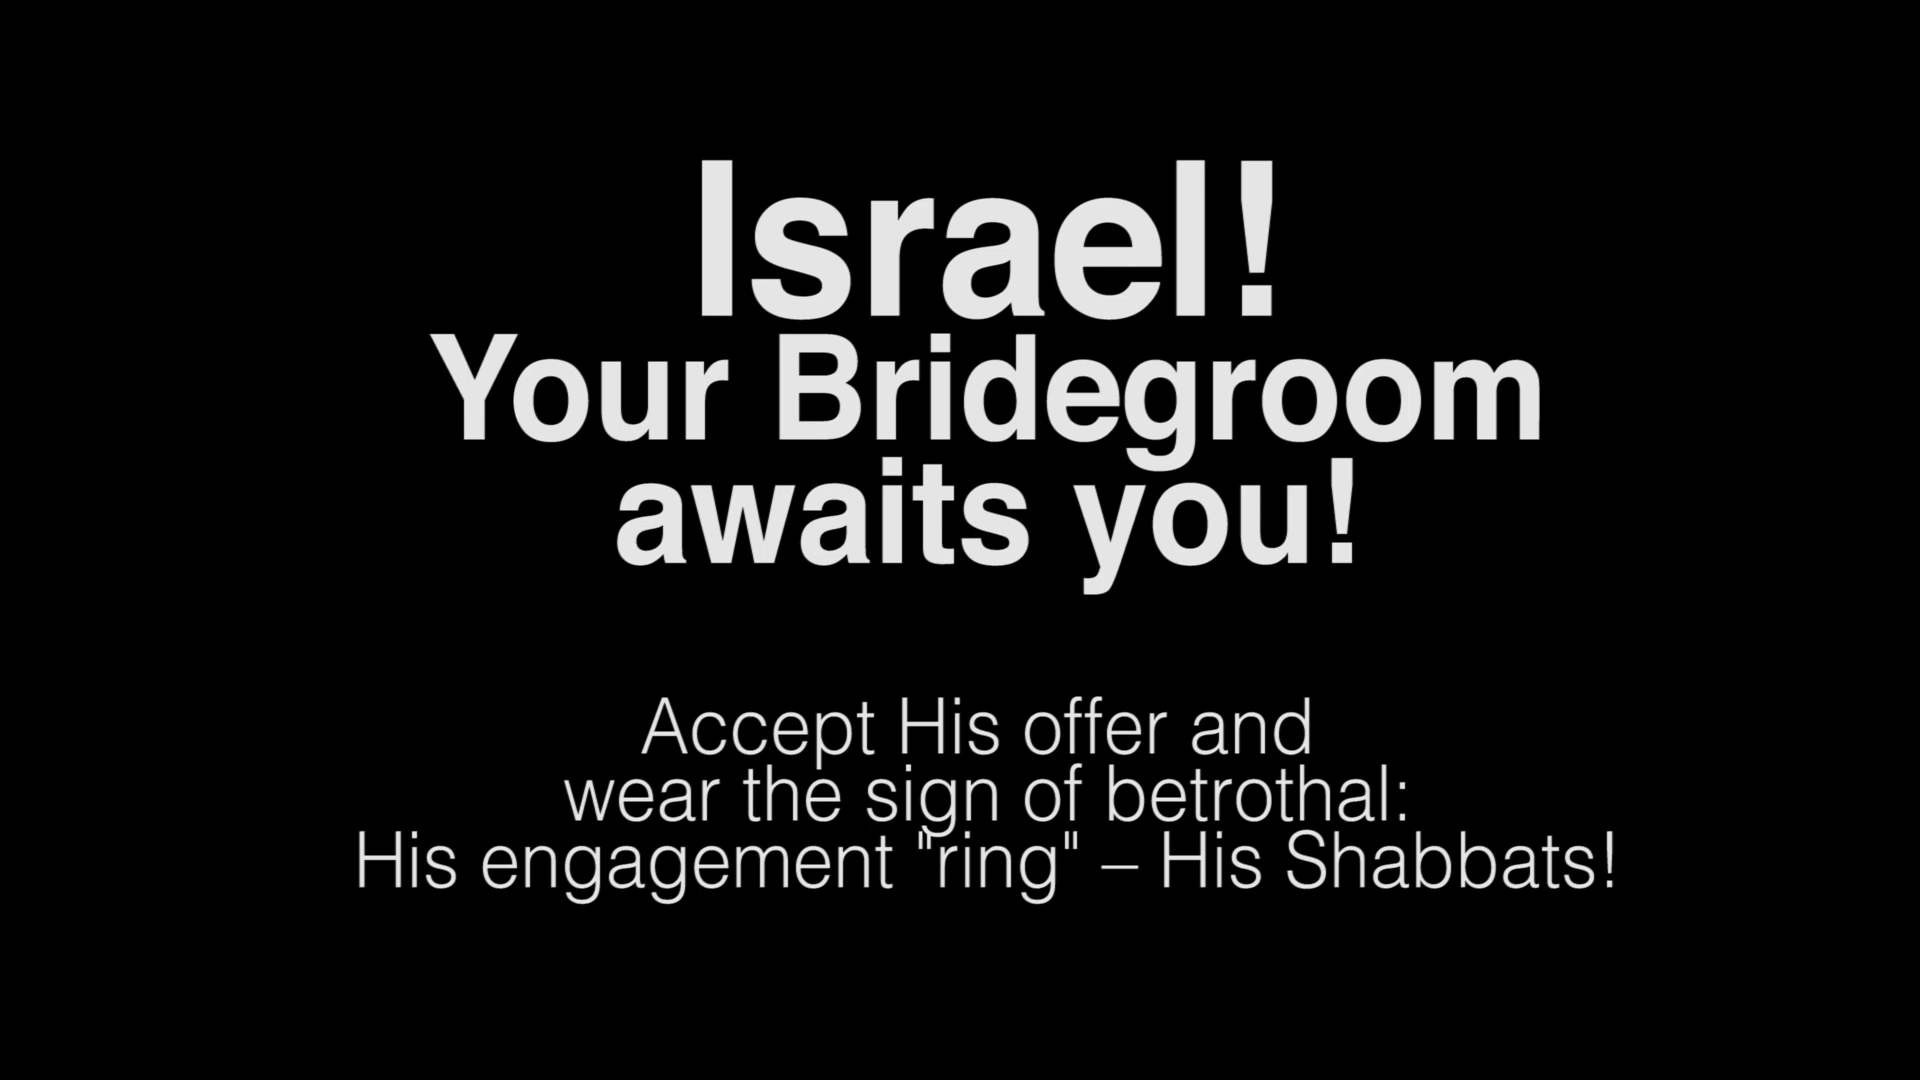 Israel!
Your Bridegroom
awaits you!
Accept His offer and
wear the sign of betrothal:
His engagement "ring" – His Shabbats!